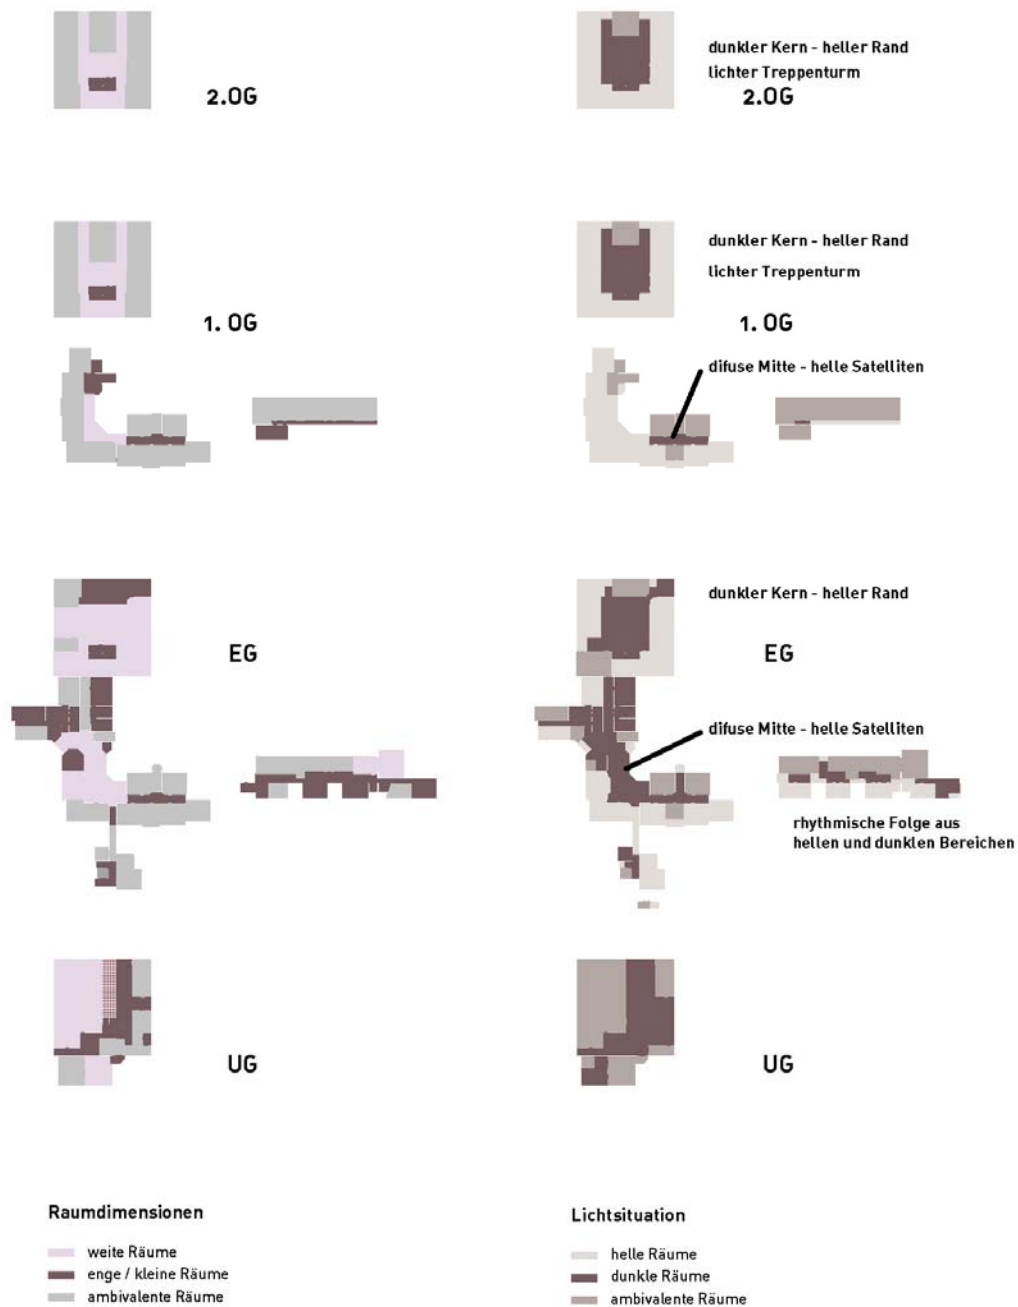 2.OG
dunkler Kern - heller Rand
lichter Treppenturm
2.OG
1. OG
dunkler Kern - heller Rand
lichter Treppenturm
1. OG
difuse Mitte - helle Satelliten
EG
dunkler Kern - heller Rand
EG
difuse Mitte - helle Satelliten
rhythmische Folge aus
hellen und dunklen Bereichen
UG
UG
Raumdimensionen
weite Räume
enge / kleine Räume
ambivalente Räume
Lichtsituation
helle Räume
dunkle Räume
ambivalente Räume